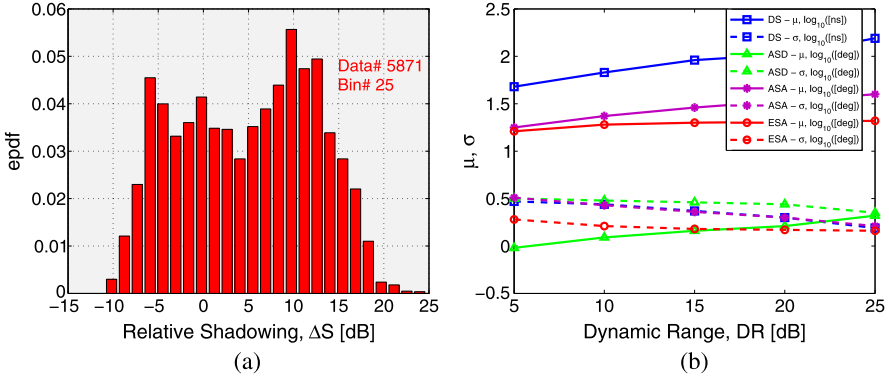 0.06
0.05
0.04
0.03
0.02
0.01
0
epdf
Data# 5871
Bin# 25
−15 −10 −5 0 5 10 15 20 25
Relative Shadowing, ΔS [dB]
(a)
2.5
2
1.5
1
0.5
0
−0.5
μ, σ
DS − μ, log10([ns])
DS − σ, log10([ns])
ASD − μ, log10([deg])
ASD − σ, log10([deg])
ASA − μ, log10([deg])
ASA − σ, log10([deg])
ESA − μ, log10([deg])
ESA − σ, log10([deg])
5 10 15 20 25
Dynamic Range, DR [dB]
(b)